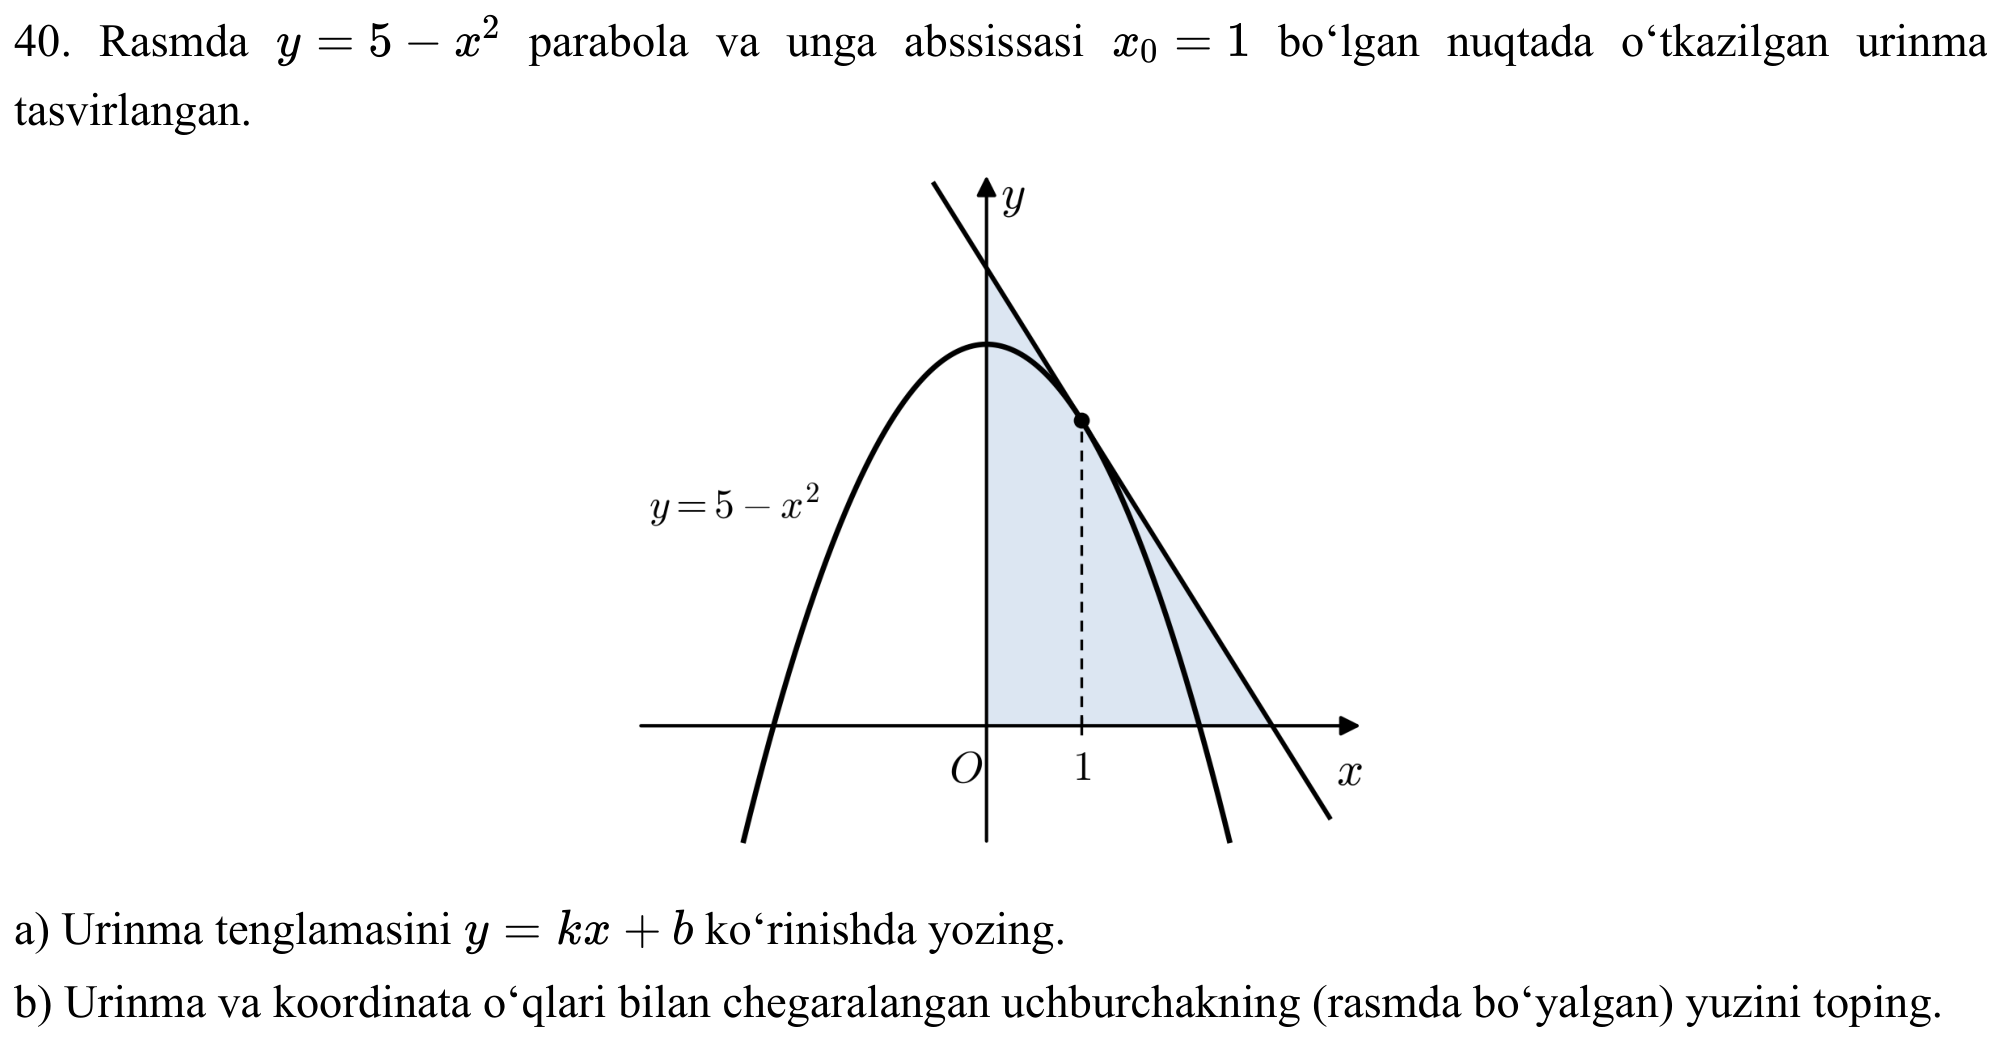 40. Rasmda y = 5 − x² parabola va unga abssissasi x₀ = 1 bo‘lgan nuqtada o‘tkazilgan urinma
tasvirlangan.
y
y = 5 − x²
O
1
x
a) Urinma tenglamasini y = kx + b ko‘rinishda yozing.
b) Urinma va koordinata o‘qlari bilan chegaralangan uchburchakning (rasmda bo‘yalgan) yuzini toping.